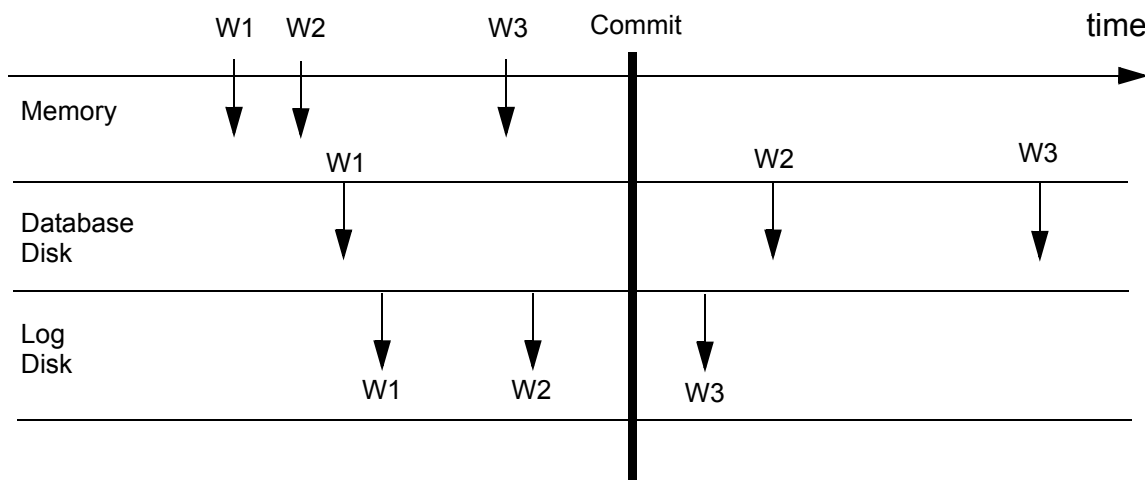 W1 W2 W3 Commit time
Memory
W1 W2 W3
Database
Disk
Log
Disk
W1 W2 W3